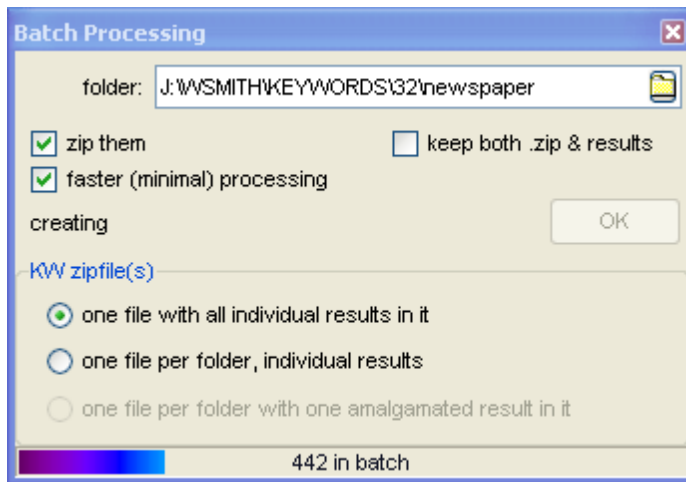 Batch Processing
folder: J:\WSMITH\KEYWORDS\32\newspaper
zip them keep both .zip & results
faster (minimal) processing
creating OK
KW zipfile(s)
one file with all individual results in it
one file per folder, individual results
one file per folder with one amalgamated result in it
442 in batch